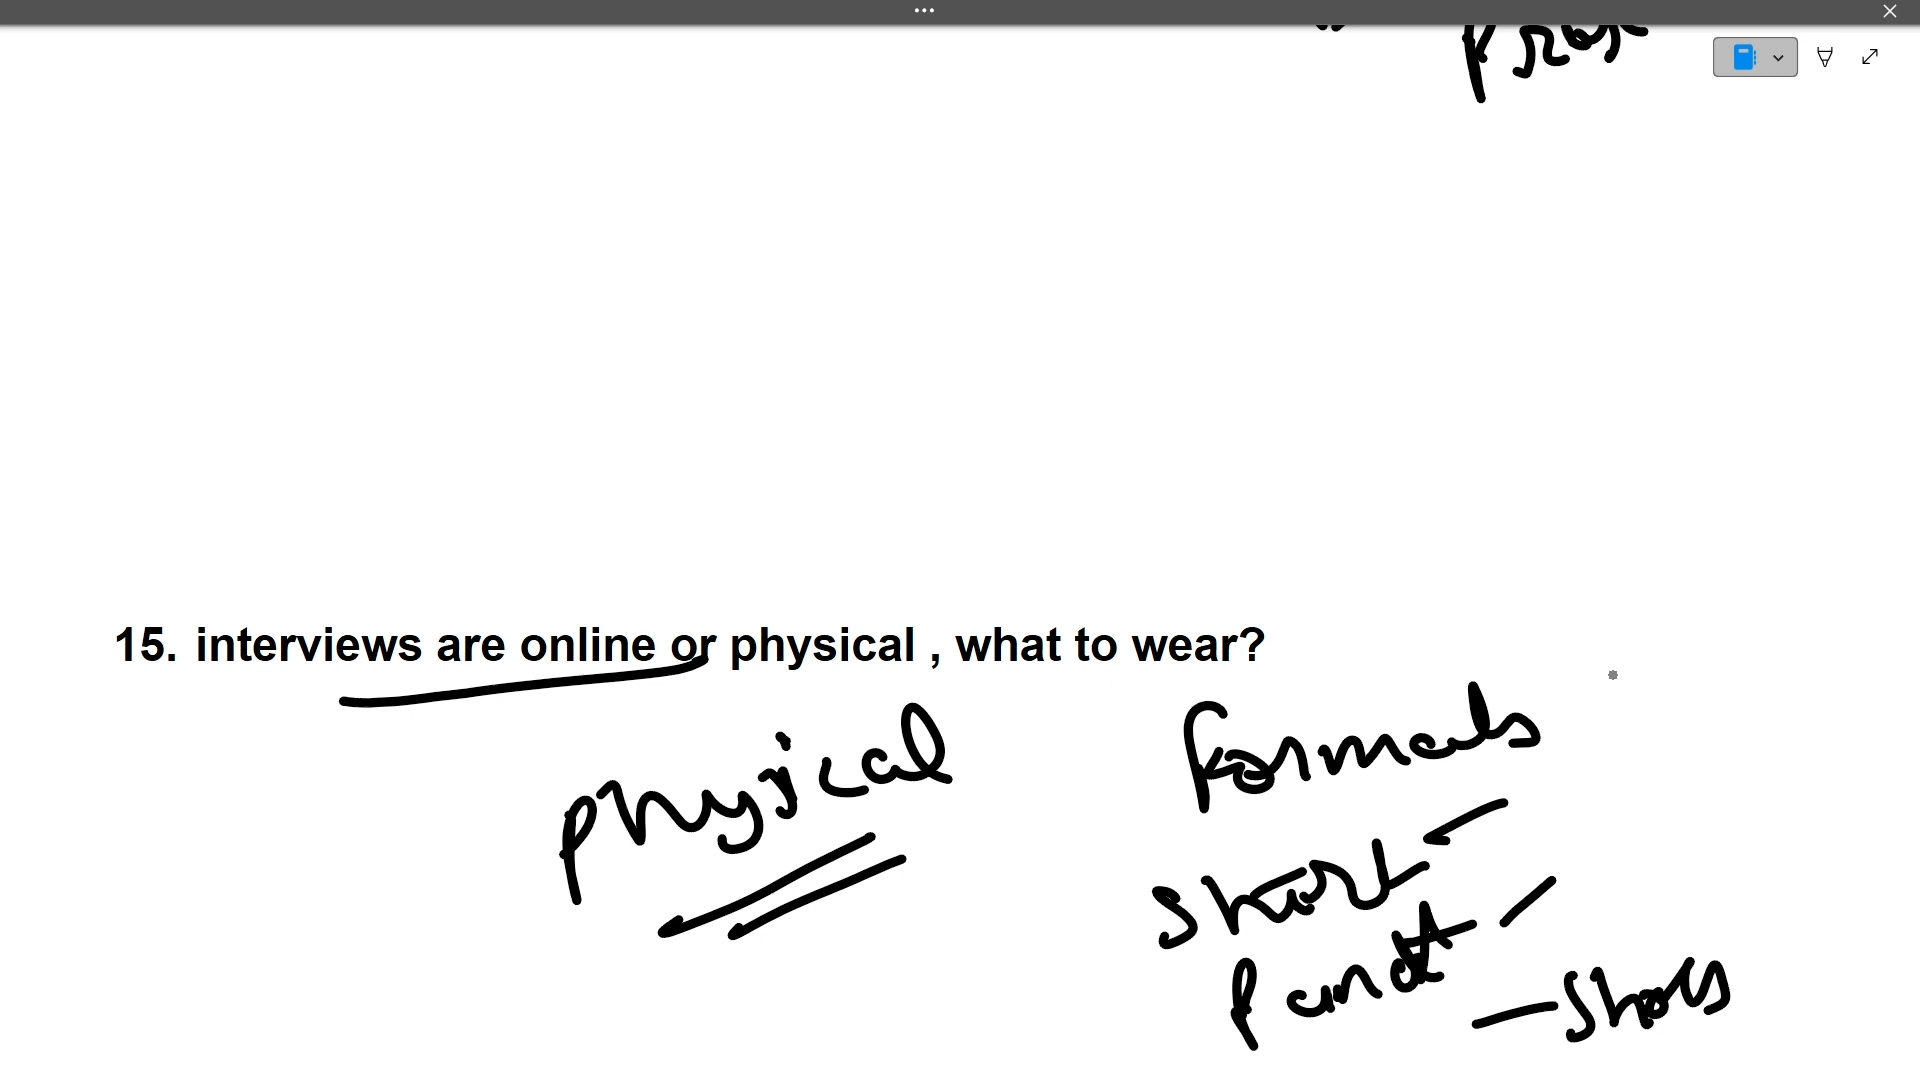 15. interviews are online or physical , what to wear?
physical
formals
shirt
pant
shoes